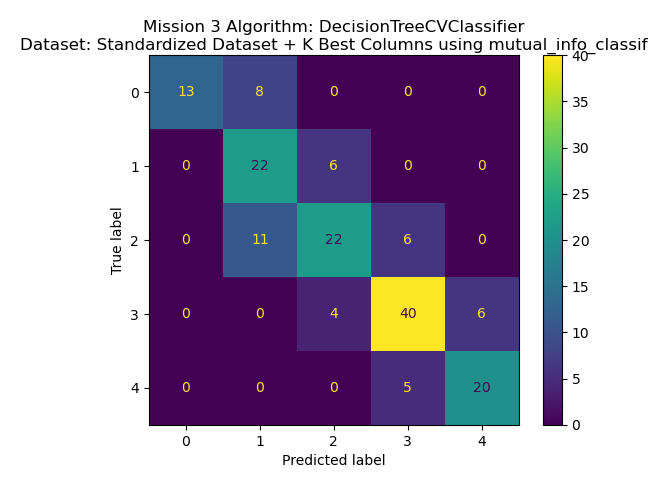 Mission 3 Algorithm: DecisionTreeCVClassifier
Dataset: Standardized Dataset + K Best Columns using mutual_info_classif
0 13 8 0 0 0
1 0 22 6 0 0
2 0 11 22 6 0
3 0 0 4 40 6
4 0 0 0 5 20
0 1 2 3 4
True label
Predicted label
40
35
30
25
20
15
10
5
0